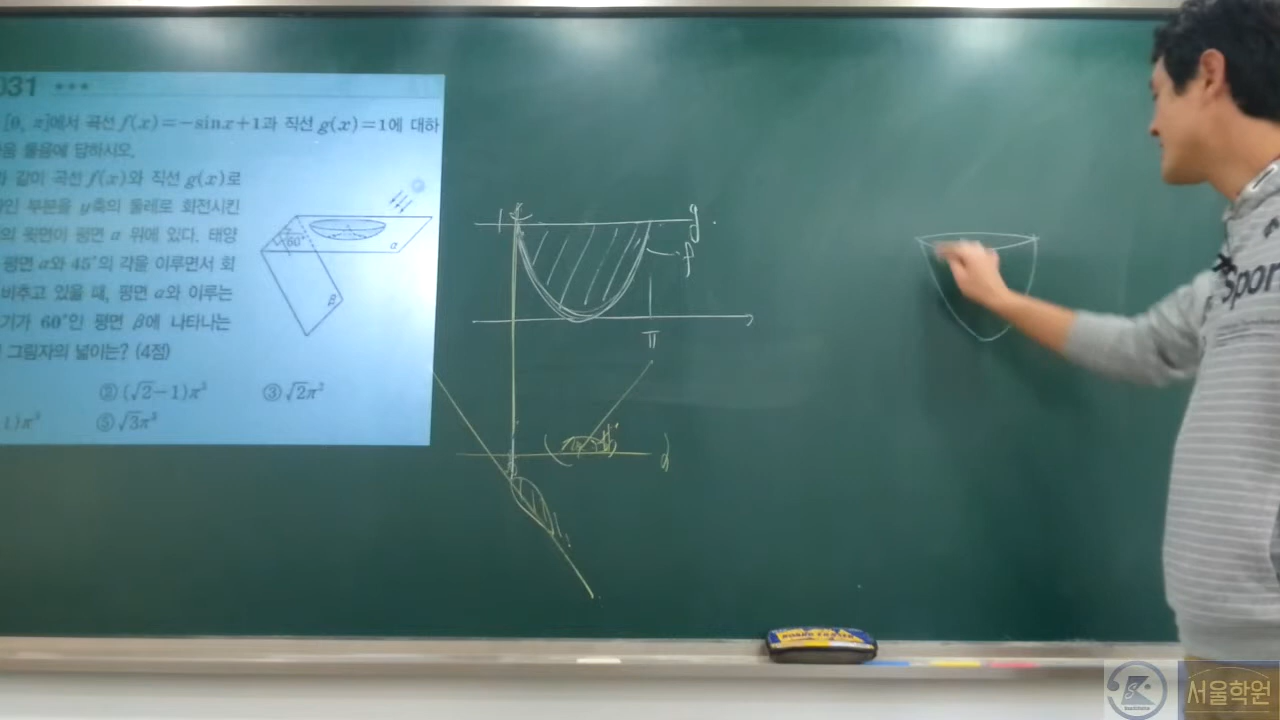 031
[0, π]에서 곡선 f(x)=-sinx+1과 직선 g(x)=1에 대하
음 물음에 답하시오.
같이 곡선 f(x)와 직선 g(x)로
인 부분을 y축의 둘레로 회전시킨
의 윗면이 평면 α 위에 있다. 태양
평면 α와 45°의 각을 이루면서
비추고 있을 때, 평면 α와 이루는
기가 60°인 평면 β에 나타나는
그림자의 넓이는? (4점)
60°
α
β
② (√2-1)π²
③ √2π²
⑤ √3π²
1
g
f
π
α
Spor
서울학원